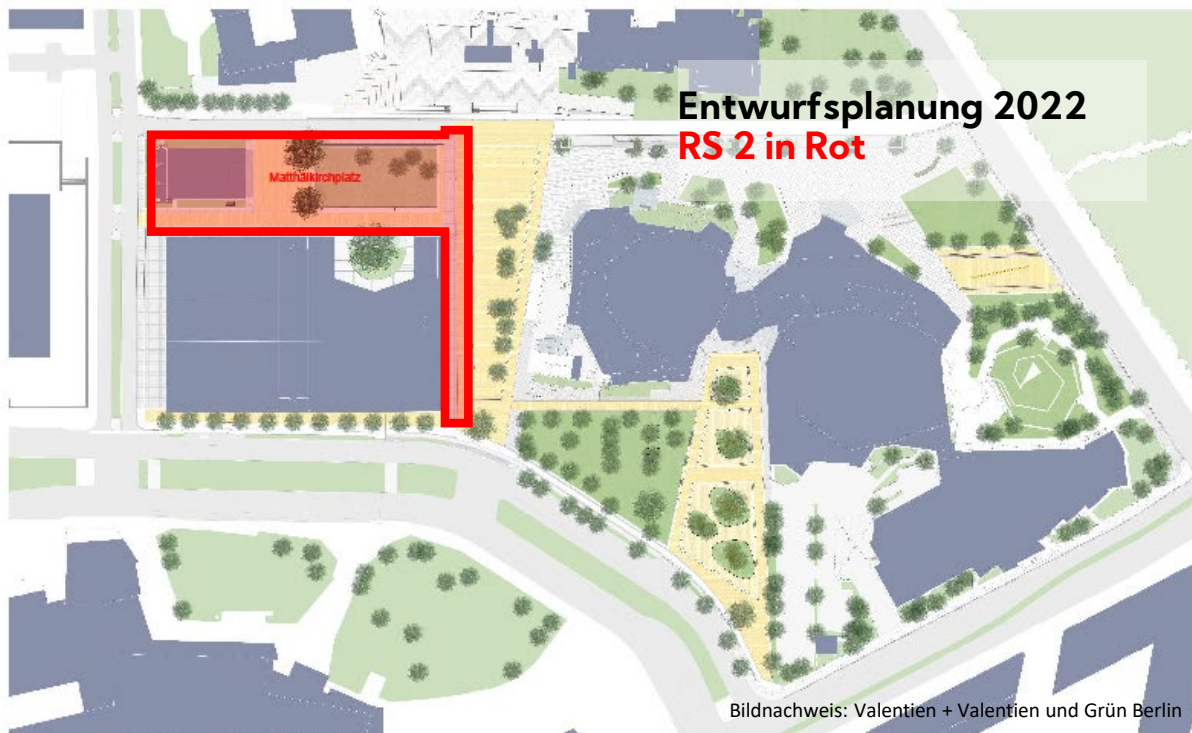 Entwurfsplanung 2022
RS 2 in Rot
Matthäikirchplatz
Bildnachweis: Valentien + Valentien und Grün Berlin